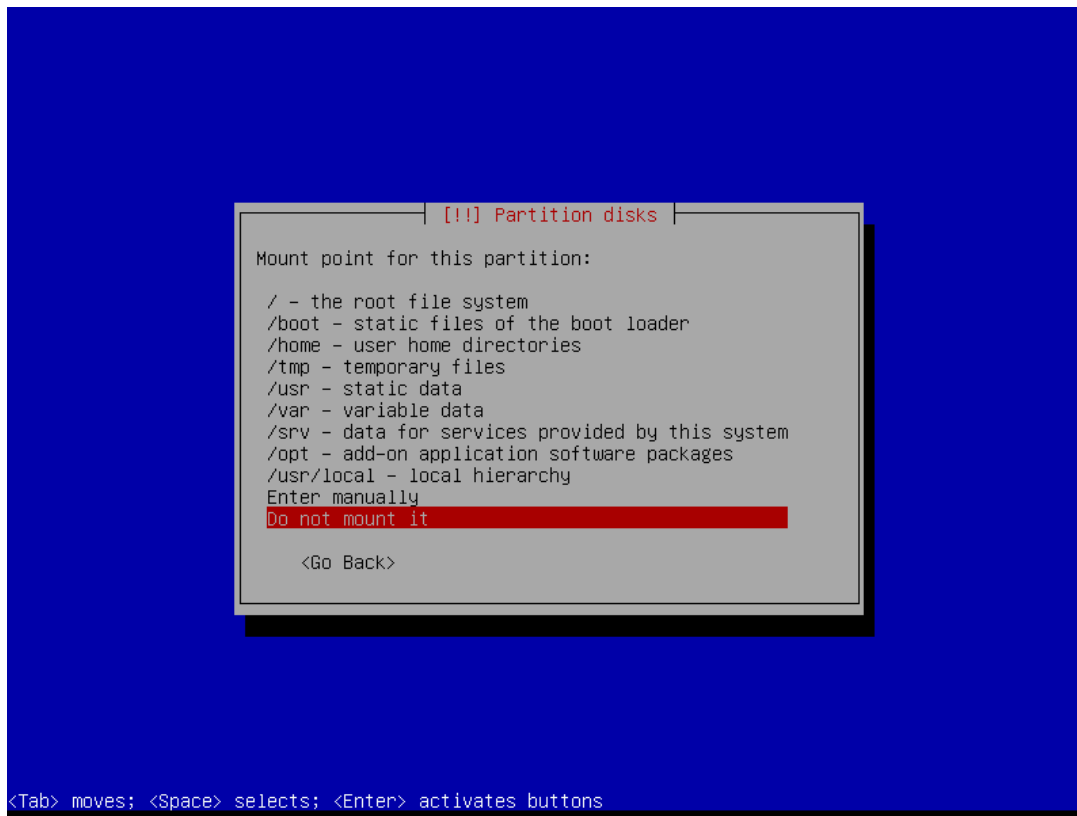 [!!] Partition disks
Mount point for this partition:
/ – the root file system
/boot – static files of the boot loader
/home – user home directories
/tmp – temporary files
/usr – static data
/var – variable data
/srv – data for services provided by this system
/opt – add–on application software packages
/usr/local – local hierarchy
Enter manually
Do not mount it
<Go Back>
<Tab> moves; <Space> selects; <Enter> activates buttons